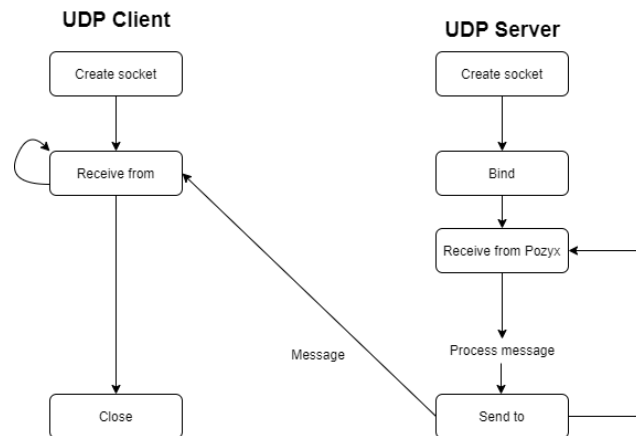 UDP Client
UDP Server
Create socket
Create socket
Receive from
Bind
Receive from Pozyx
Message
Process message
Close
Send to